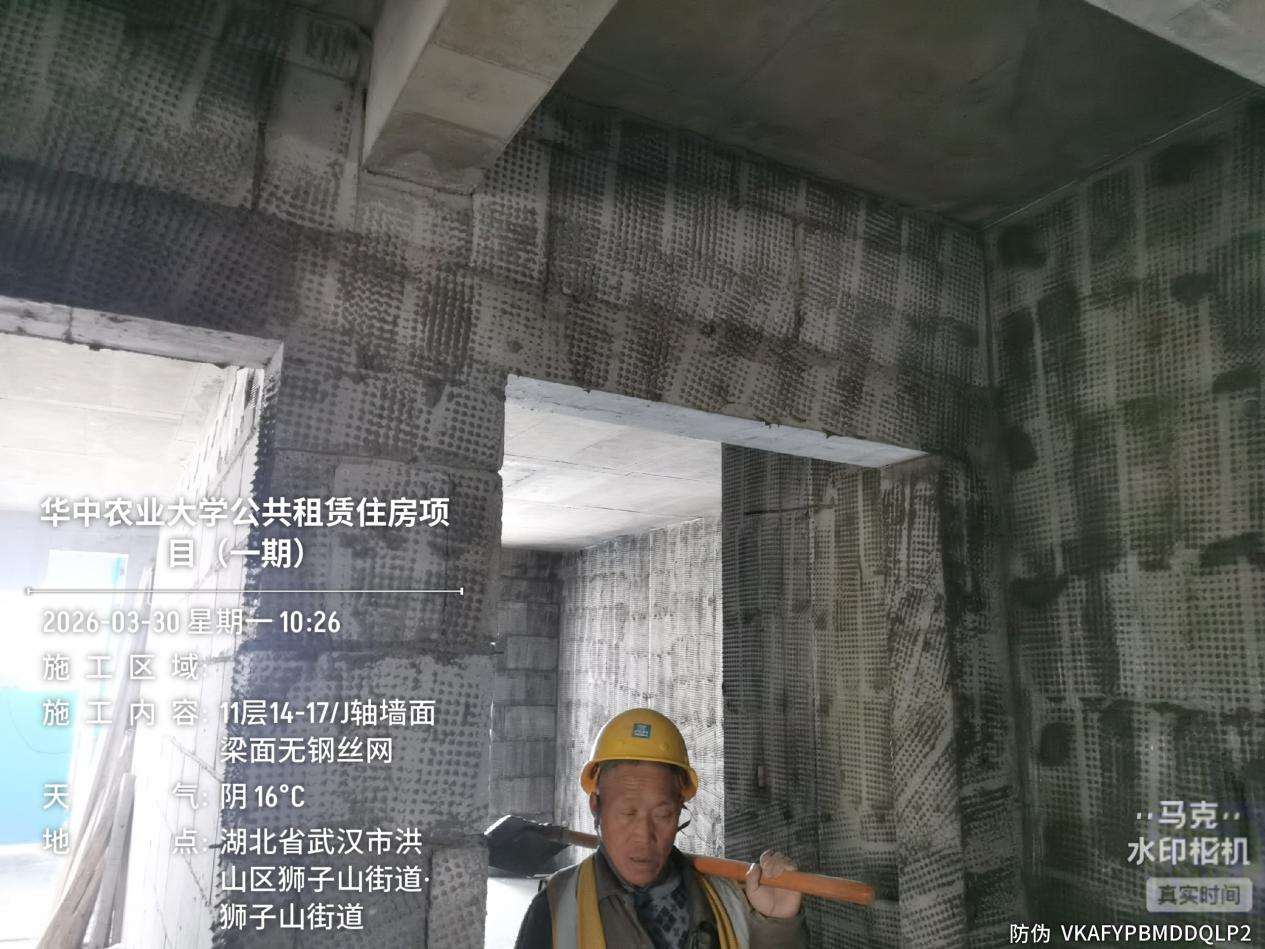 华中农业大学公共租赁住房项
目（一期）
2026-03-30 星期一 10:26
施工区域:
施工内容: 11层14-17/J轴墙面
梁面无钢丝网
天气: 阴 16°C
地点: 湖北省武汉市洪
山区狮子山街道·
狮子山街道
马克
水印相机
真实时间
防伪 VKAFYPBMDDQLP2